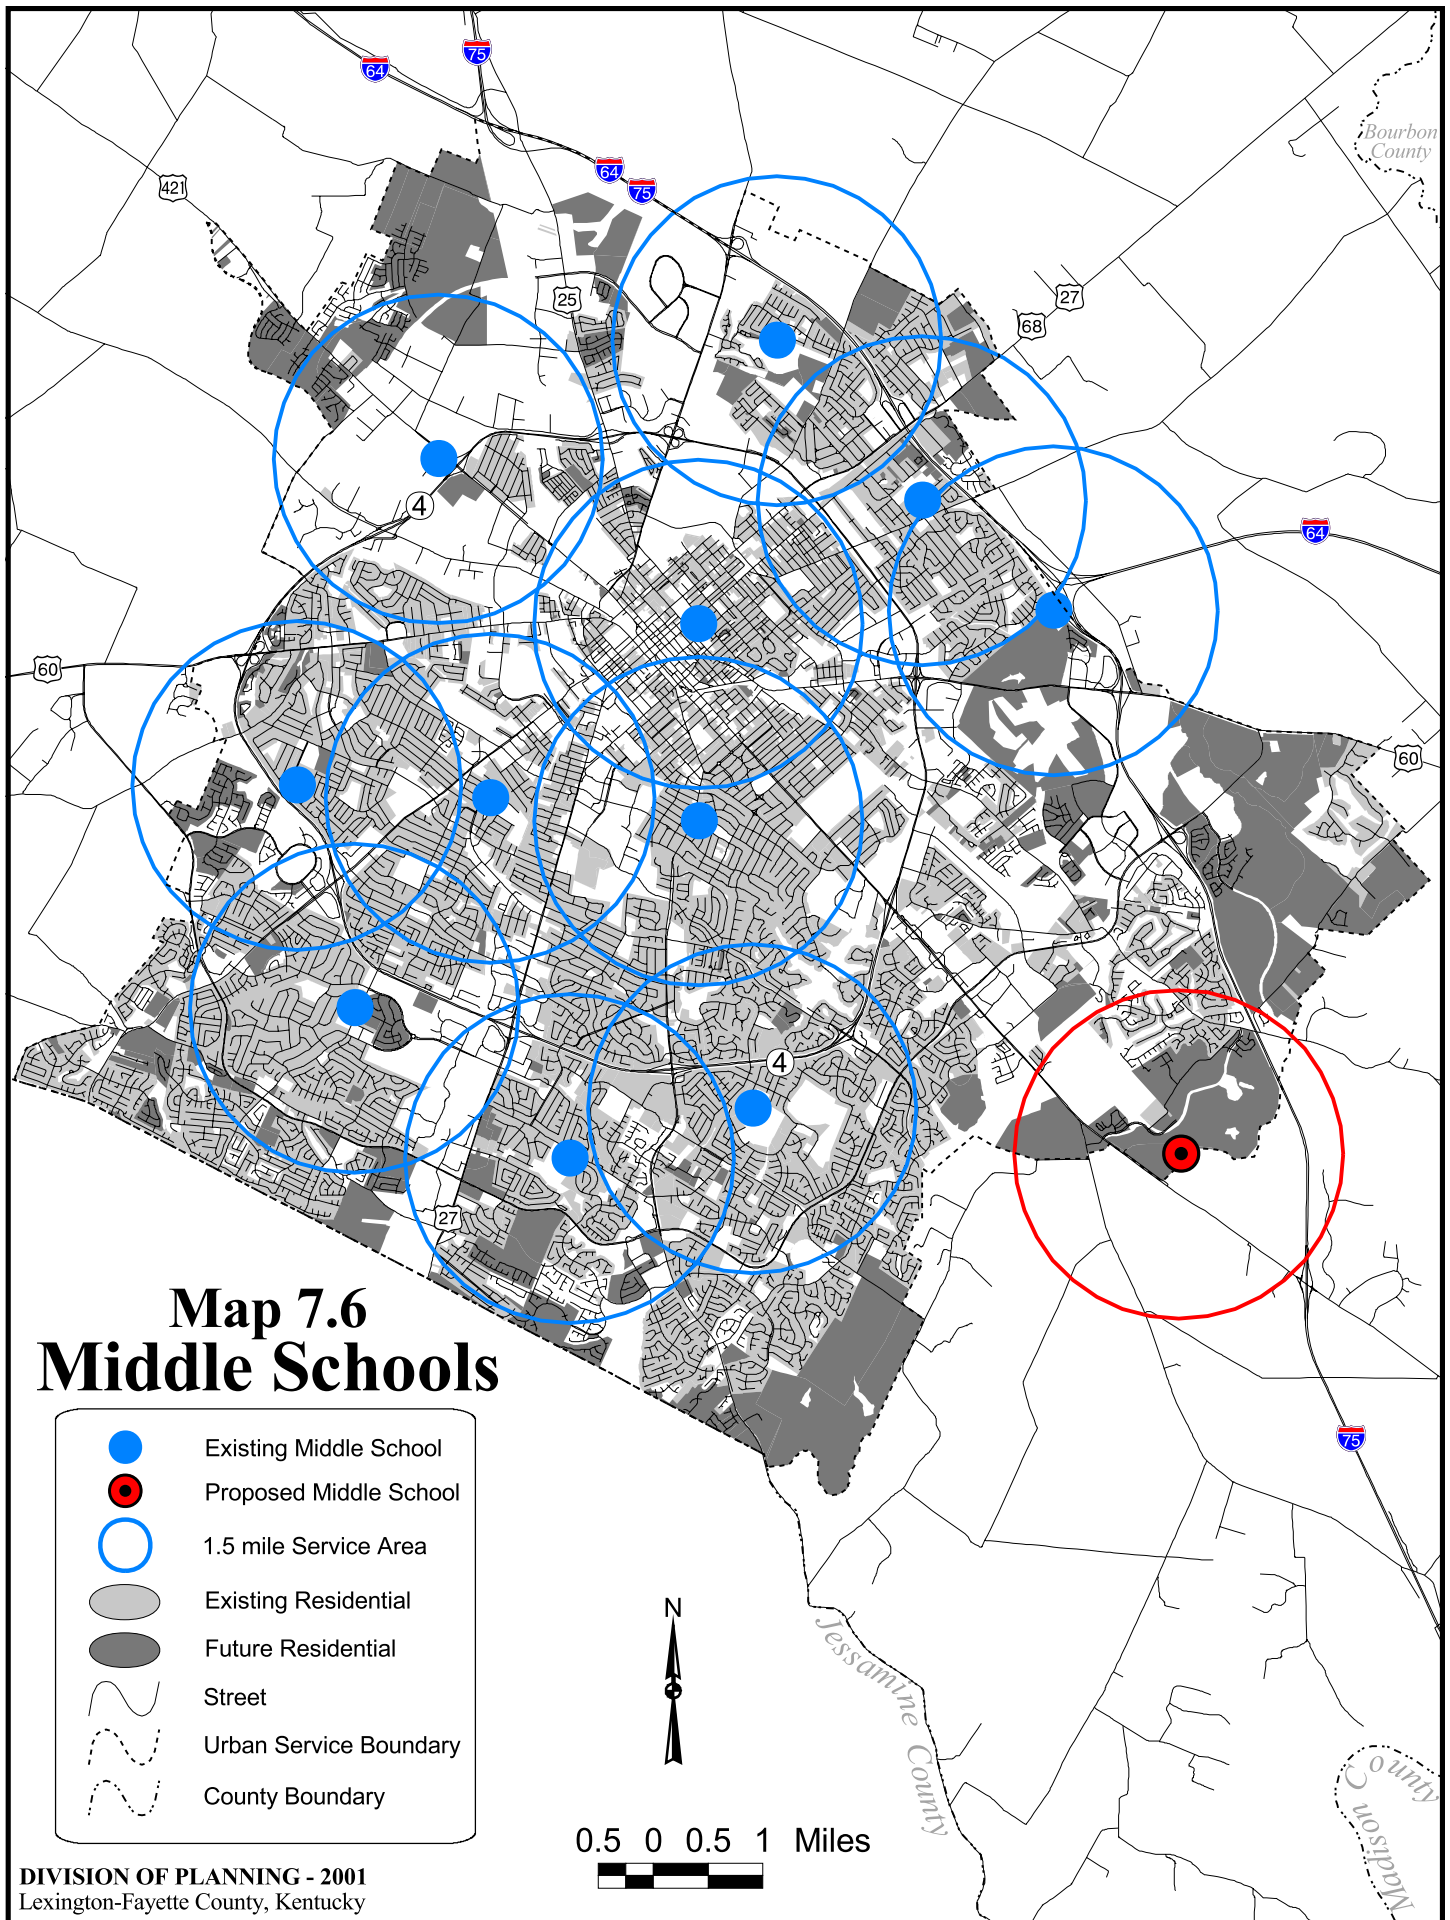 75
64
Bourbon
County
64
75
421
25
27
68
4
64
60
60
4
27
Map 7.6
Middle Schools
Existing Middle School
Proposed Middle School
1.5 mile Service Area
Existing Residential
Future Residential
Street
Urban Service Boundary
County Boundary
75
N
Jessamine County
Madison County
0.5 0 0.5 1 Miles
DIVISION OF PLANNING - 2001
Lexington-Fayette County, Kentucky